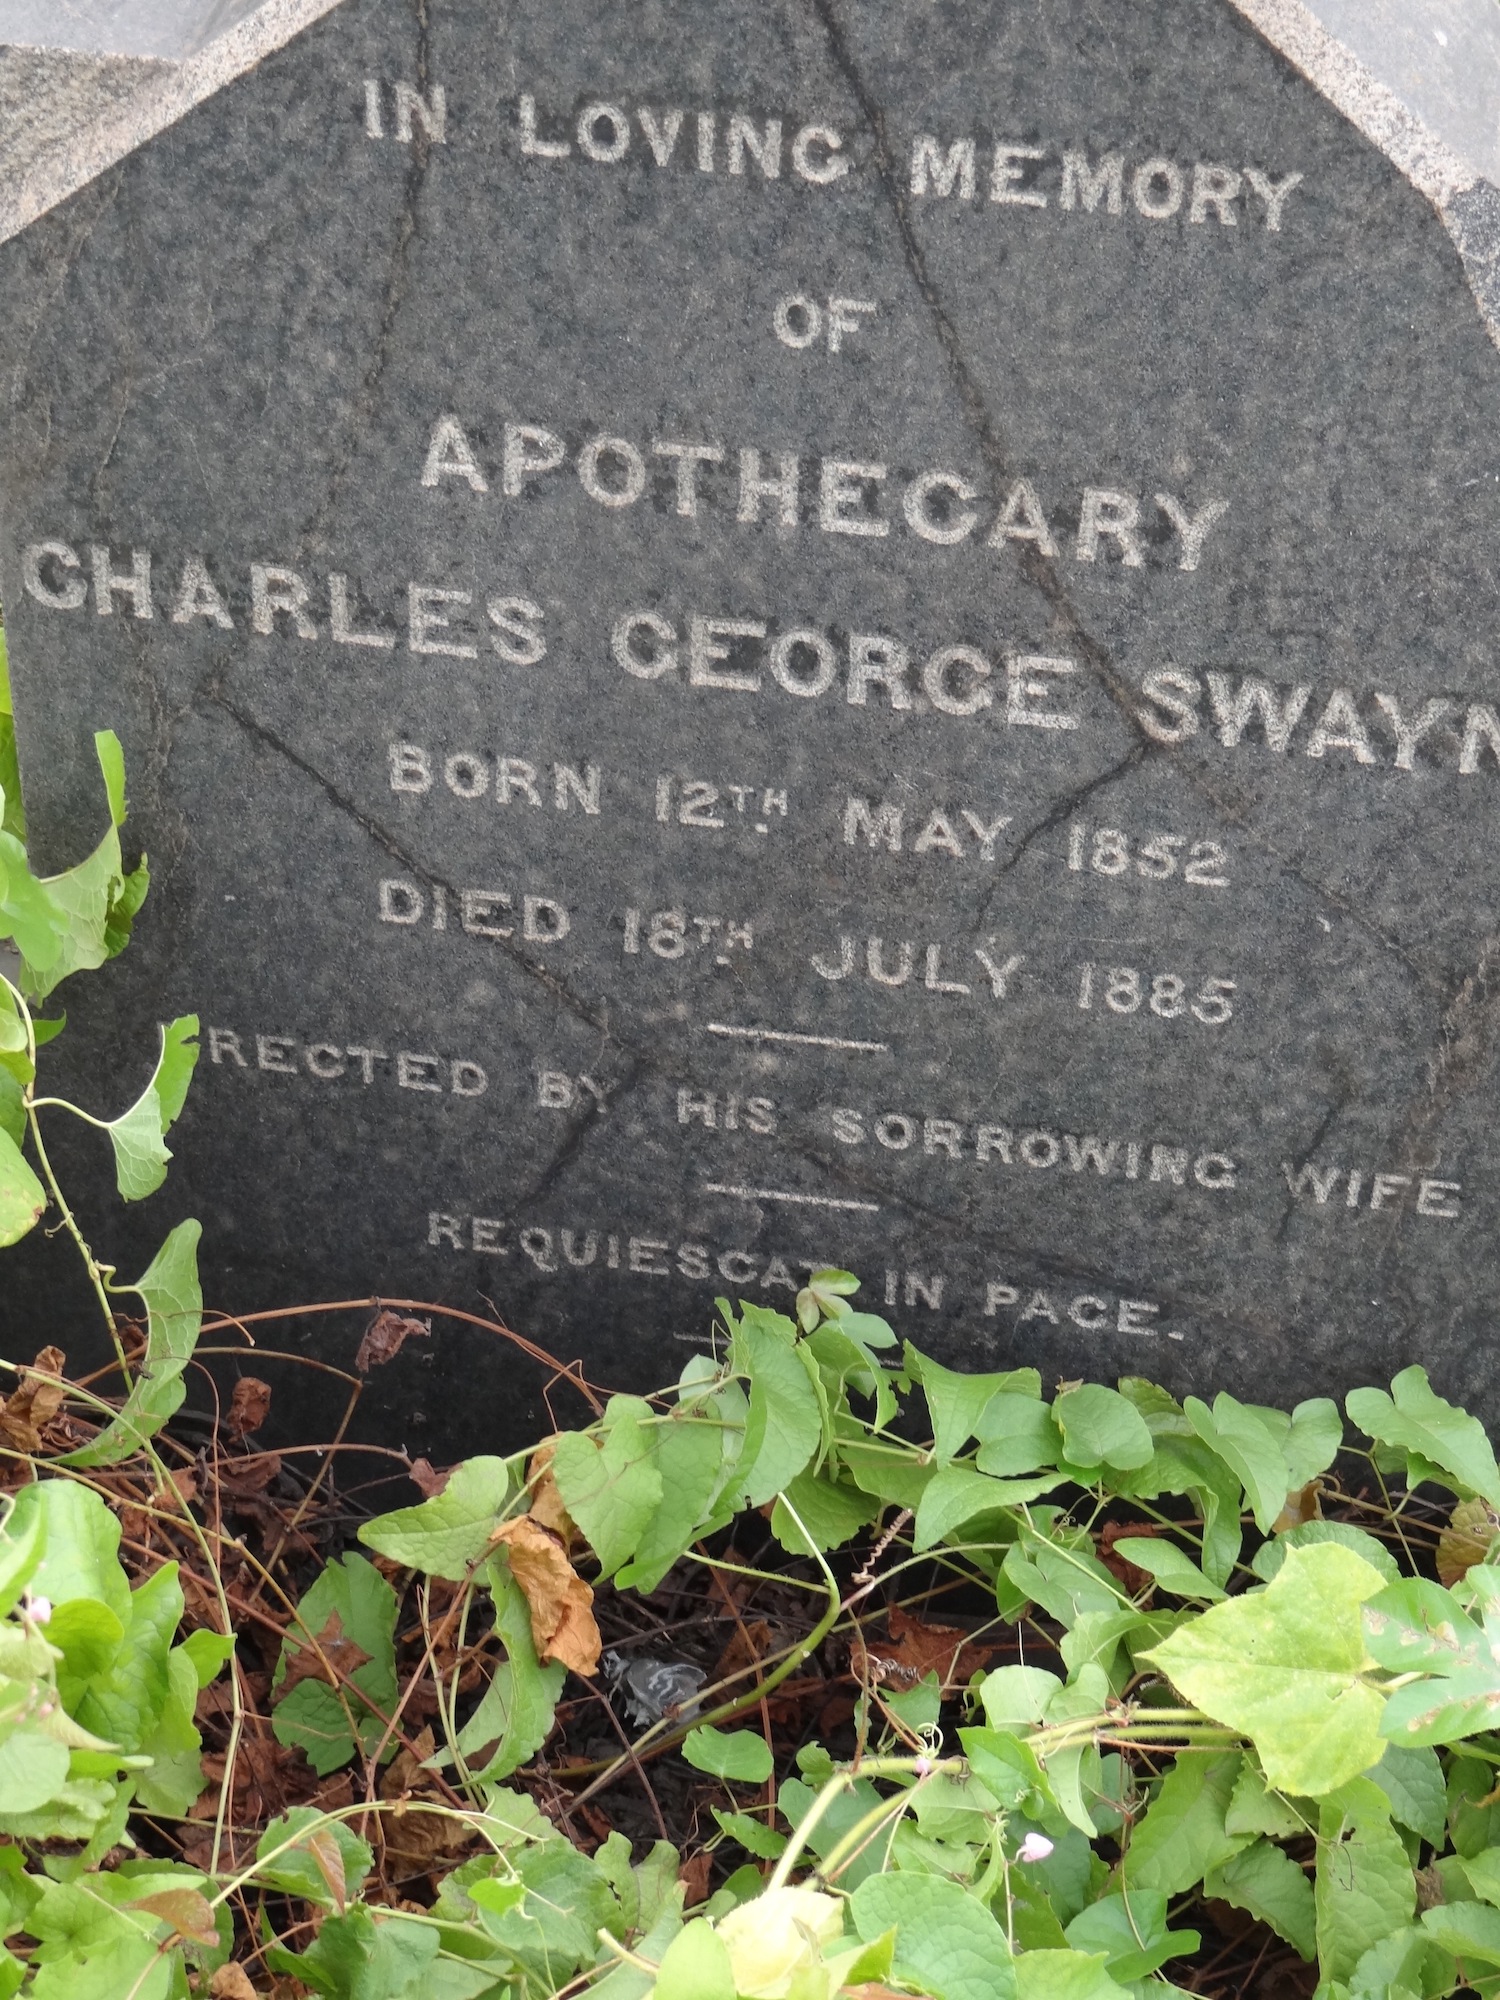 IN LOVING MEMORY
OF
APOTHECARY
CHARLES GEORGE SWAYN
BORN 12TH MAY 1852
DIED 18TH JULY 1885
RECTED BY HIS SORROWING WIFE
REQUIESCAT IN PACE.